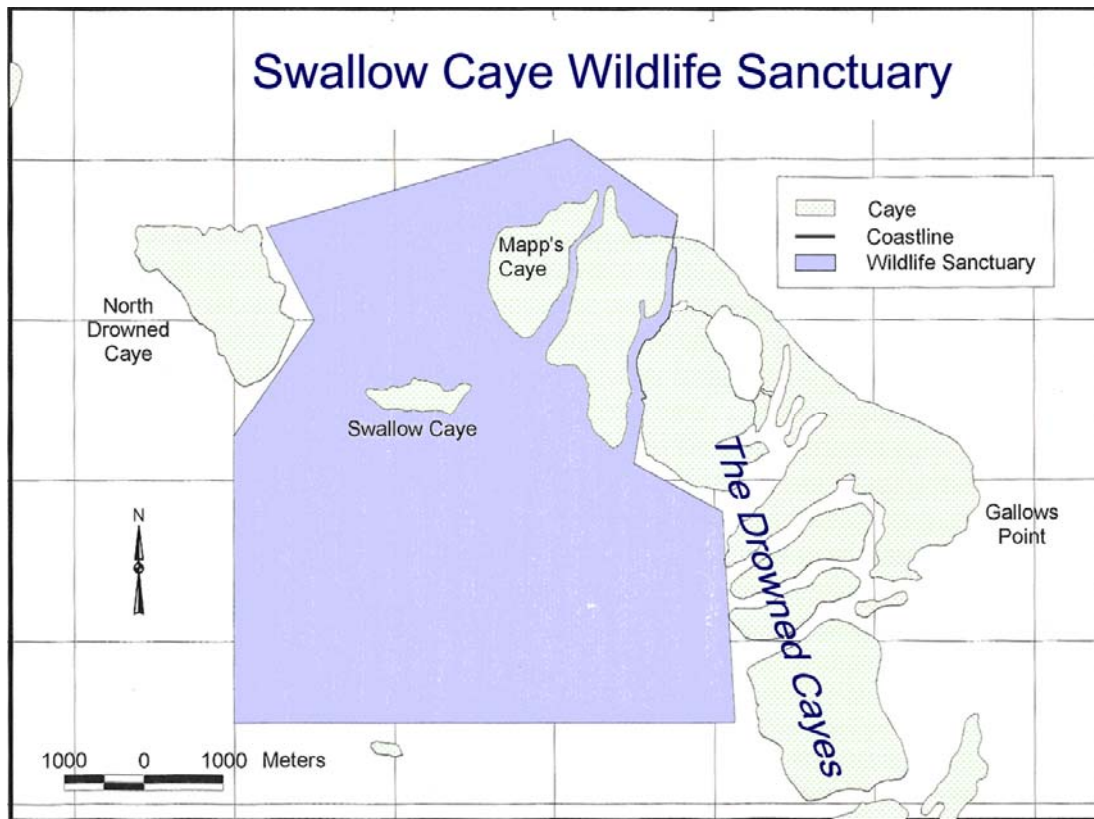 Swallow Caye Wildlife Sanctuary
Caye
Coastline
Wildlife Sanctuary
Mapp's
Caye
North
Drowned
Caye
Swallow Caye
The Drowned Cayes
Gallows
Point
N
1000 0 1000 Meters